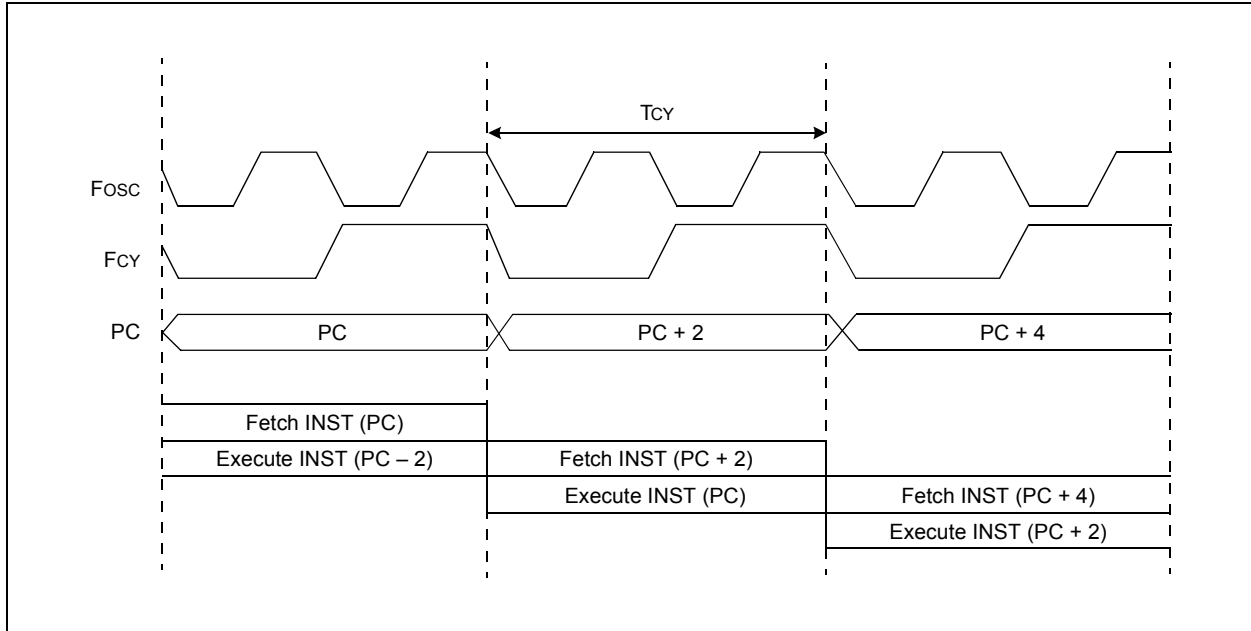 TCY
FOSC
FCY
PC
PC
PC + 2
PC + 4
Fetch INST (PC)
Execute INST (PC – 2)
Fetch INST (PC + 2)
Execute INST (PC)
Fetch INST (PC + 4)
Execute INST (PC + 2)